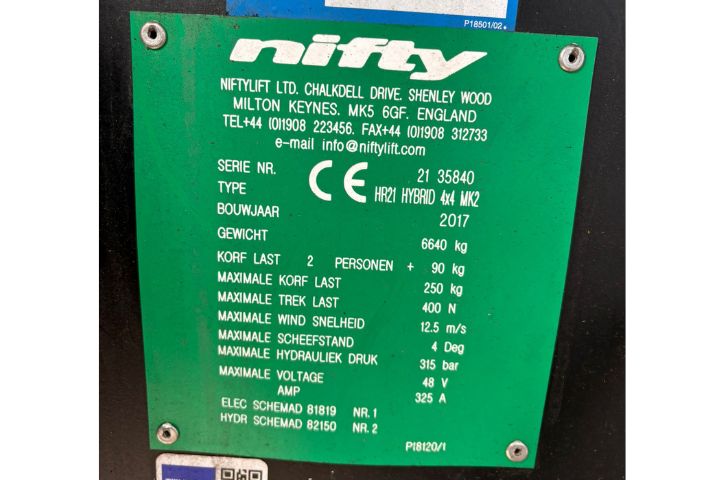 P18501/02
nifty
NIFTYLIFT LTD. CHALKDELL DRIVE. SHENLEY WOOD
MILTON KEYNES. MK5 6GF. ENGLAND
TEL+44 (0)1908 223456. FAX+44 (0)1908 312733
e-mail info@niftylift.com
SERIE NR. 21 35840
TYPE CE HR21 HYBRID 4x4 MK2
BOUWJAAR 2017
GEWICHT 6640 kg
KORF LAST 2 PERSONEN + 90 kg
MAXIMALE KORF LAST 250 kg
MAXIMALE TREK LAST 400 N
MAXIMALE WIND SNELHEID 12.5 m/s
MAXIMALE SCHEEFSTAND 4 Deg
MAXIMALE HYDRAULIEK DRUK 315 bar
MAXIMALE VOLTAGE 48 V
AMP 325 A
ELEC SCHEMAD 81819 NR. 1
HYDR SCHEMAD 82150 NR. 2
P18120/1